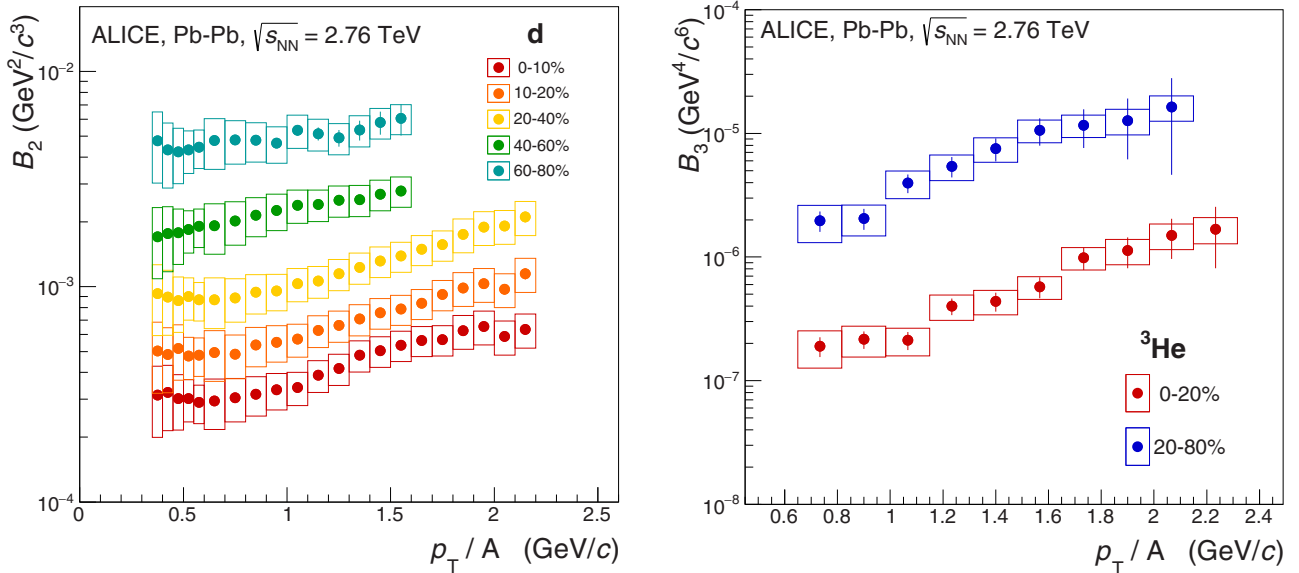 ALICE, Pb-Pb, √s_NN = 2.76 TeV
d
0-10%
10-20%
20-40%
40-60%
60-80%
B₂ (GeV²/c³)
10⁻²
10⁻³
10⁻⁴
0 0.5 1 1.5 2 2.5
p_T / A (GeV/c)
ALICE, Pb-Pb, √s_NN = 2.76 TeV
B₃ (GeV⁴/c⁶)
10⁻⁴
10⁻⁵
10⁻⁶
10⁻⁷
10⁻⁸
³He
0-20%
20-80%
0.6 0.8 1 1.2 1.4 1.6 1.8 2 2.2 2.4
p_T / A (GeV/c)